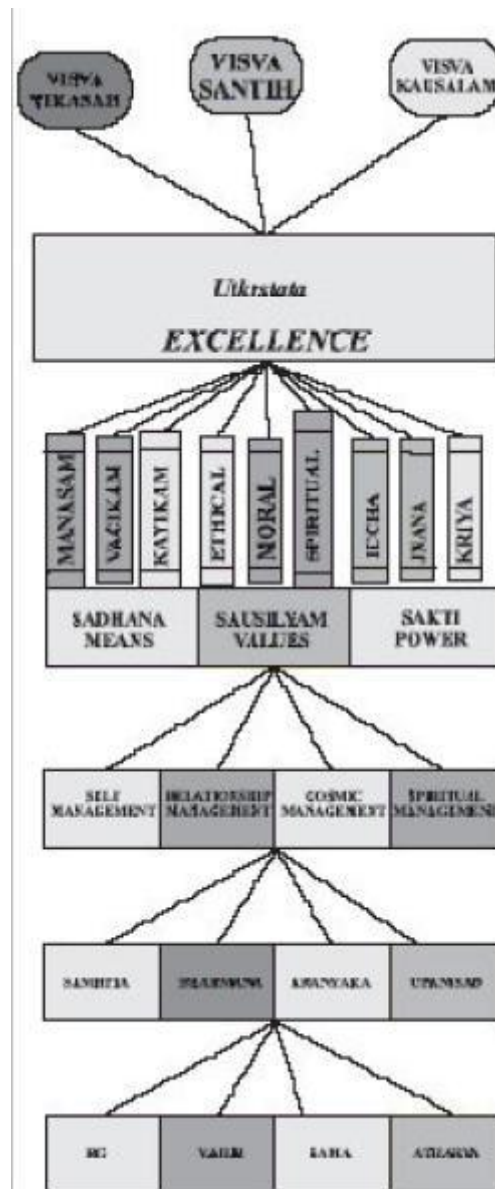 VISVA
VIKASAH
VISVA
SANTIH
VISVA
KAUSALAM
Utkrstata
EXCELLENCE
MANASAM
VACIKAM
KAYIKAM
ETHICAL
MORAL
SPIRITUAL
ICCHA
JNANA
KRIYA
SADHANA
MEANS
SAUSILYAM
VALUES
SAKTI
POWER
SELF
MANAGEMENT
RELATIONSHIP
MANAGEMENT
COSMIC
MANAGEMENT
SPIRITUAL
MANAGEMENT
SAMHITA
BRAHMANA
ARANYAKA
UPANISAD
RG
YAJUR
SAMA